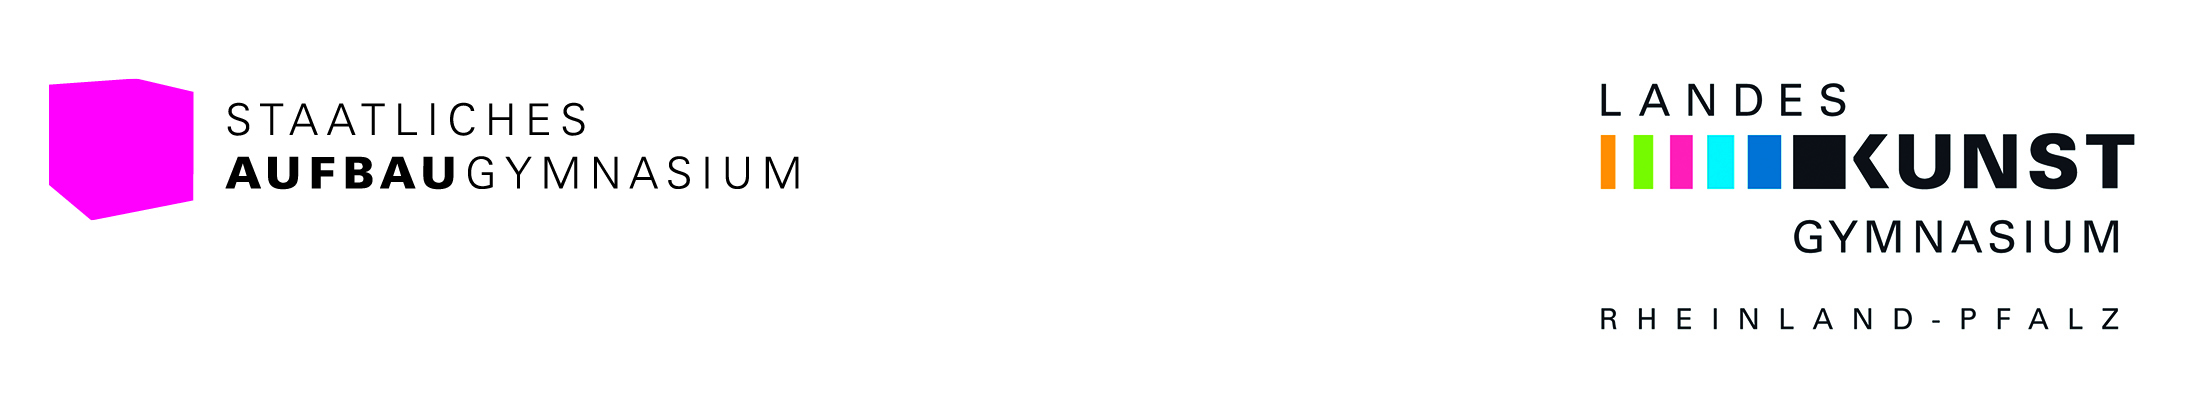 STAATLICHES
AUFBAUGYMNASIUM
LANDES
KUNST
GYMNASIUM
RHEINLAND-PFALZ